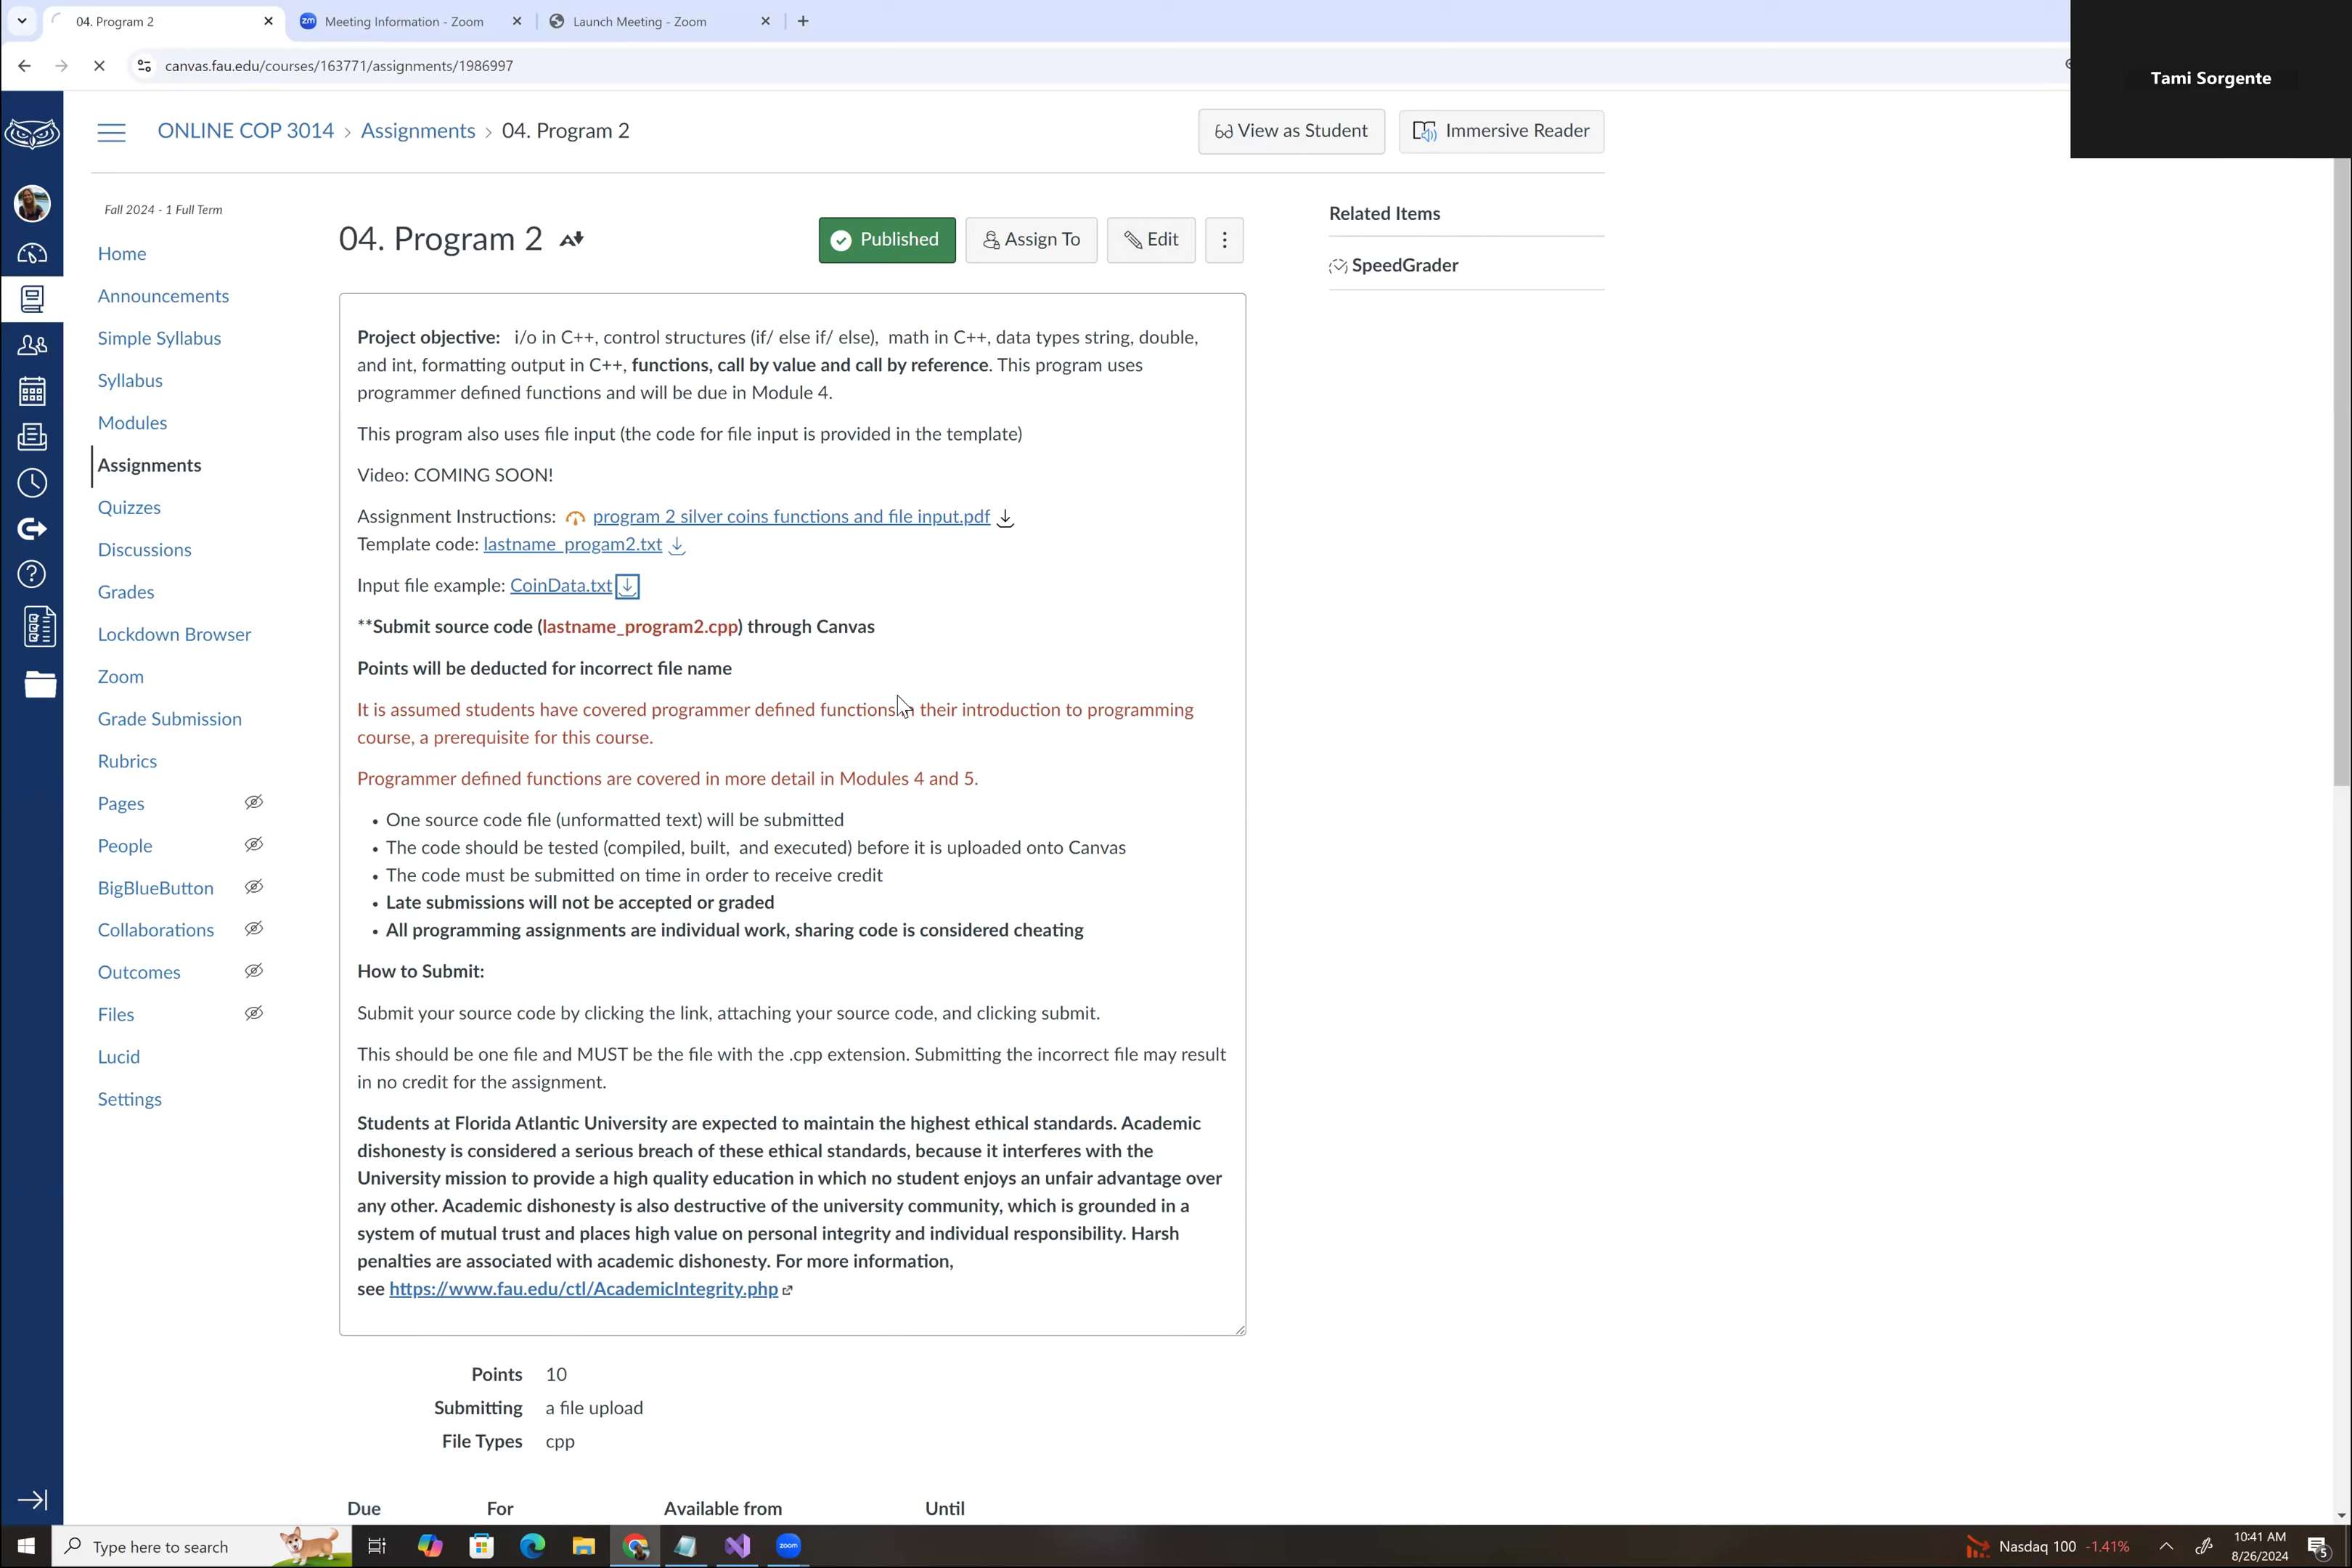 04. Program 2
Meeting Information - Zoom
Launch Meeting - Zoom
canvas.fau.edu/courses/163771/assignments/1986997
Tami Sorgente
ONLINE COP 3014 › Assignments › 04. Program 2
View as Student
Immersive Reader
Fall 2024 - 1 Full Term
Home
Announcements
Simple Syllabus
Syllabus
Modules
Assignments
Quizzes
Discussions
Grades
Lockdown Browser
Zoom
Grade Submission
Rubrics
Pages
People
BigBlueButton
Collaborations
Outcomes
Files
Lucid
Settings
04. Program 2
Published
Assign To
Edit
Related Items
SpeedGrader
Project objective: i/o in C++, control structures (if/ else if/ else), math in C++, data types string, double,
and int, formatting output in C++, functions, call by value and call by reference. This program uses
programmer defined functions and will be due in Module 4.
This program also uses file input (the code for file input is provided in the template)
Video: COMING SOON!
Assignment Instructions: program 2 silver coins functions and file input.pdf
Template code: lastname_progam2.txt
Input file example: CoinData.txt
**Submit source code (lastname_program2.cpp) through Canvas
Points will be deducted for incorrect file name
It is assumed students have covered programmer defined functions their introduction to programming
course, a prerequisite for this course.
Programmer defined functions are covered in more detail in Modules 4 and 5.
• One source code file (unformatted text) will be submitted
• The code should be tested (compiled, built, and executed) before it is uploaded onto Canvas
• The code must be submitted on time in order to receive credit
• Late submissions will not be accepted or graded
• All programming assignments are individual work, sharing code is considered cheating
How to Submit:
Submit your source code by clicking the link, attaching your source code, and clicking submit.
This should be one file and MUST be the file with the .cpp extension. Submitting the incorrect file may result
in no credit for the assignment.
Students at Florida Atlantic University are expected to maintain the highest ethical standards. Academic
dishonesty is considered a serious breach of these ethical standards, because it interferes with the
University mission to provide a high quality education in which no student enjoys an unfair advantage over
any other. Academic dishonesty is also destructive of the university community, which is grounded in a
system of mutual trust and places high value on personal integrity and individual responsibility. Harsh
penalties are associated with academic dishonesty. For more information,
see https://www.fau.edu/ctl/AcademicIntegrity.php
Points 10
Submitting a file upload
File Types cpp
Due For Available from Until
Type here to search
zoom
Nasdaq 100 -1.41%
10:41 AM
8/26/2024
5